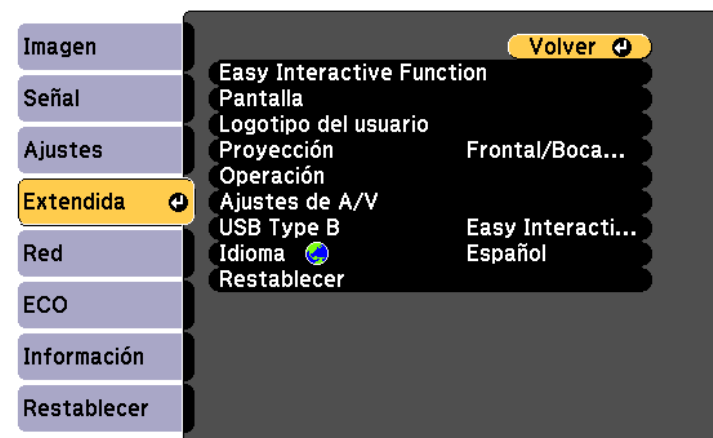 Imagen
Señal
Ajustes
Extendida
Red
ECO
Información
Restablecer
Volver
Easy Interactive Function
Pantalla
Logotipo del usuario
Proyección Frontal/Boca...
Operación
Ajustes de A/V
USB Type B Easy Interacti...
Idioma Español
Restablecer